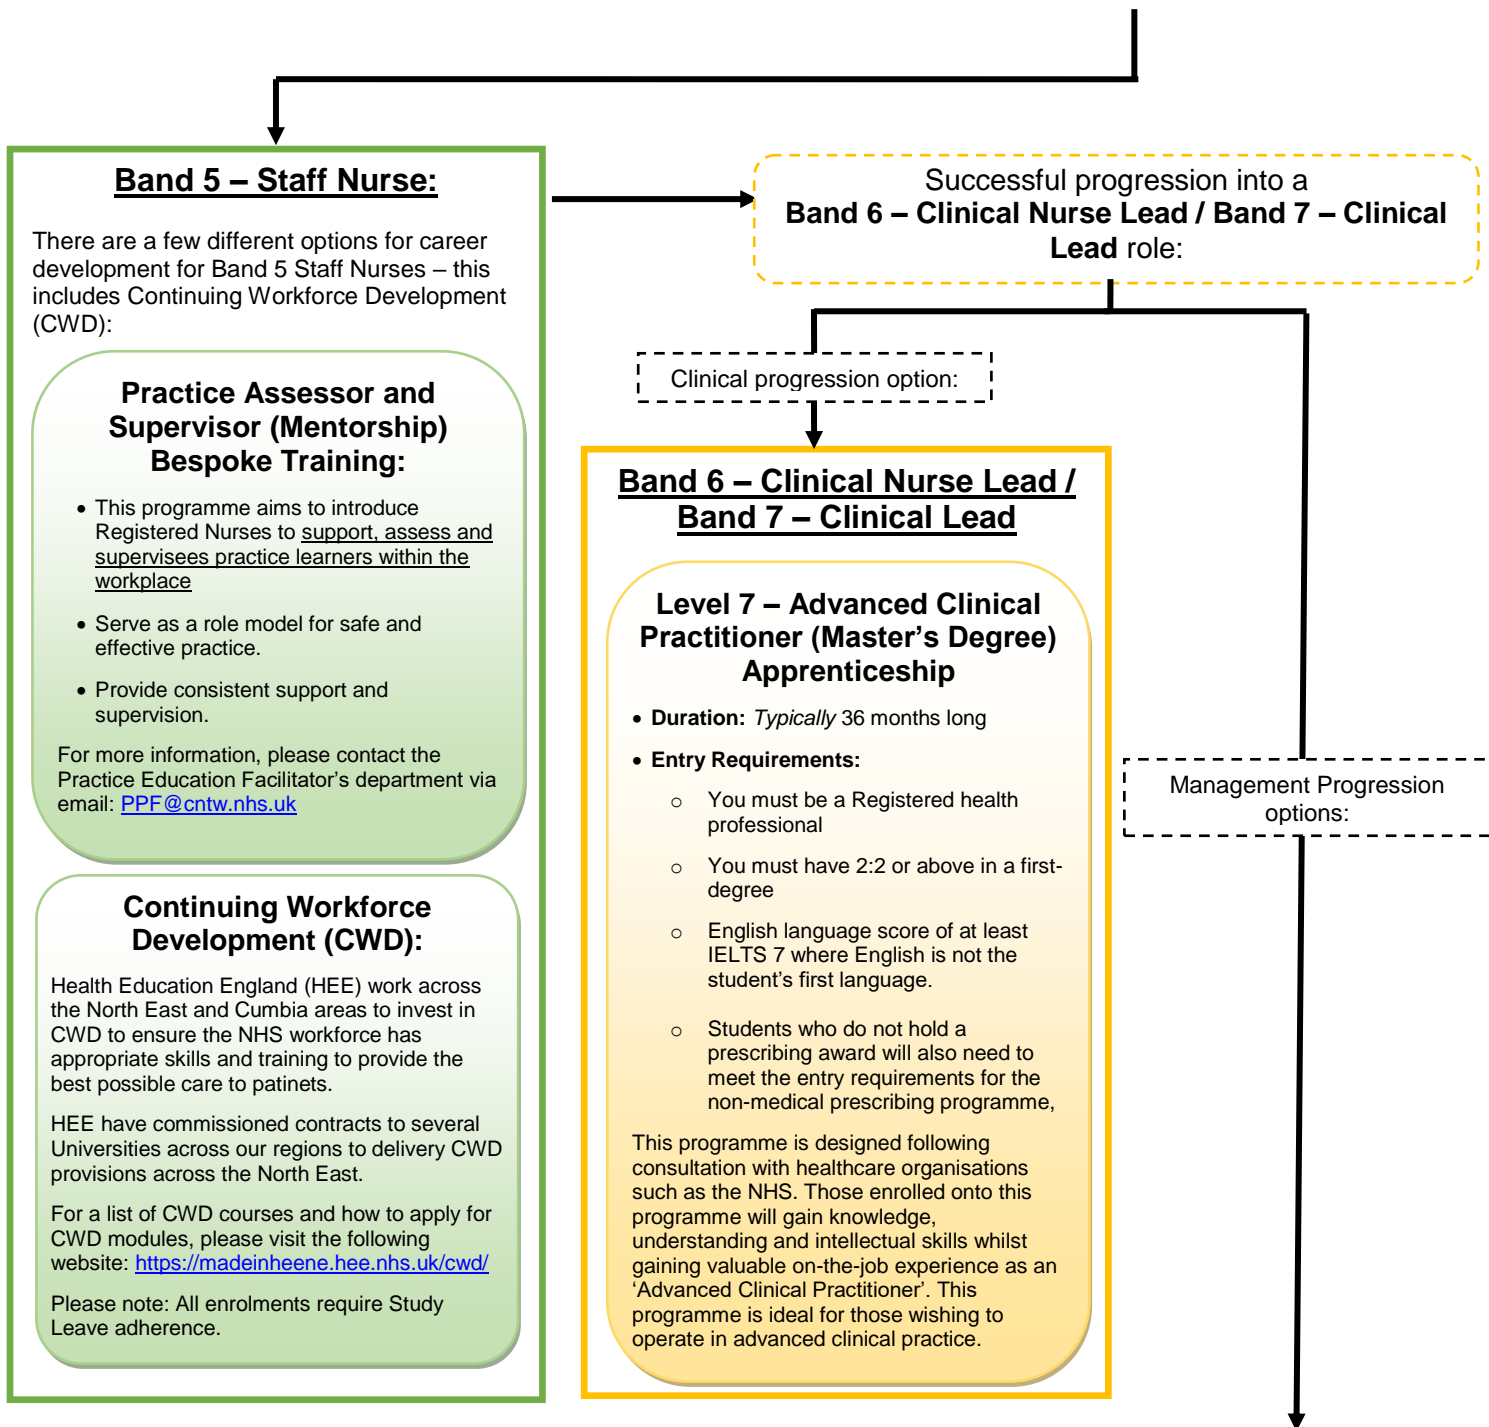 Band 5 – Staff Nurse:
There are a few different options for career
development for Band 5 Staff Nurses – this
includes Continuing Workforce Development
(CWD):
Practice Assessor and
Supervisor (Mentorship)
Bespoke Training:
• This programme aims to introduce
Registered Nurses to support, assess and
supervisees practice learners within the
workplace
• Serve as a role model for safe and
effective practice.
• Provide consistent support and
supervision.
For more information, please contact the
Practice Education Facilitator’s department via
email: PPF@cntw.nhs.uk
Continuing Workforce
Development (CWD):
Health Education England (HEE) work across
the North East and Cumbia areas to invest in
CWD to ensure the NHS workforce has
appropriate skills and training to provide the
best possible care to patinets.
HEE have commissioned contracts to several
Universities across our regions to delivery CWD
provisions across the North East.
For a list of CWD courses and how to apply for
CWD modules, please visit the following
website: https://madeinheene.hee.nhs.uk/cwd/
Please note: All enrolments require Study
Leave adherence.
Successful progression into a
Band 6 – Clinical Nurse Lead / Band 7 – Clinical
Lead role:
Clinical progression option:
Band 6 – Clinical Nurse Lead /
Band 7 – Clinical Lead
Level 7 – Advanced Clinical
Practitioner (Master’s Degree)
Apprenticeship
• Duration: Typically 36 months long
• Entry Requirements:
o You must be a Registered health
professional
o You must have 2:2 or above in a first-
degree
o English language score of at least
IELTS 7 where English is not the
student’s first language.
o Students who do not hold a
prescribing award will also need to
meet the entry requirements for the
non-medical prescribing programme,
This programme is designed following
consultation with healthcare organisations
such as the NHS. Those enrolled onto this
programme will gain knowledge,
understanding and intellectual skills whilst
gaining valuable on-the-job experience as an
‘Advanced Clinical Practitioner’. This
programme is ideal for those wishing to
operate in advanced clinical practice.
Management Progression
options: